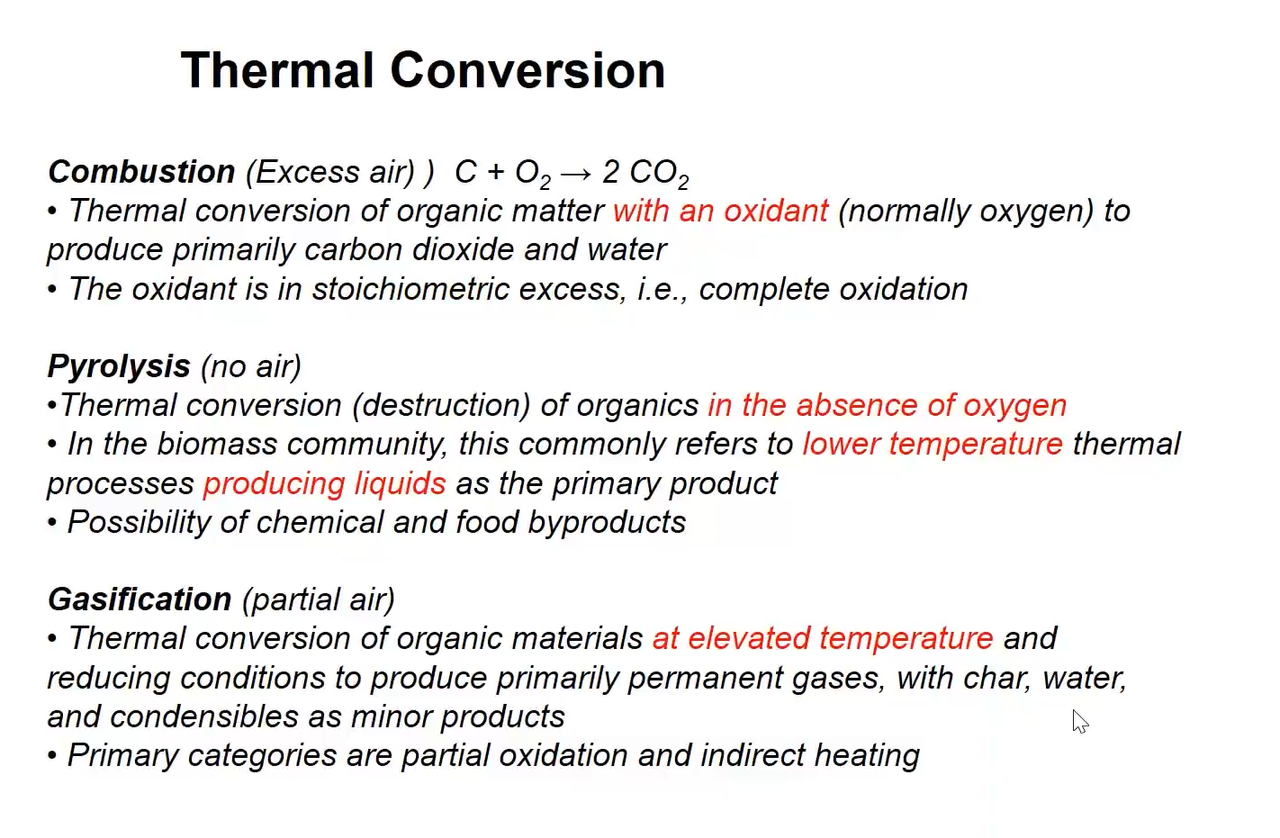 Thermal Conversion
Combustion (Excess air) ) C + O₂ → 2 CO₂
• Thermal conversion of organic matter with an oxidant (normally oxygen) to
produce primarily carbon dioxide and water
• The oxidant is in stoichiometric excess, i.e., complete oxidation
Pyrolysis (no air)
•Thermal conversion (destruction) of organics in the absence of oxygen
• In the biomass community, this commonly refers to lower temperature thermal
processes producing liquids as the primary product
• Possibility of chemical and food byproducts
Gasification (partial air)
• Thermal conversion of organic materials at elevated temperature and
reducing conditions to produce primarily permanent gases, with char, water,
and condensibles as minor products
• Primary categories are partial oxidation and indirect heating